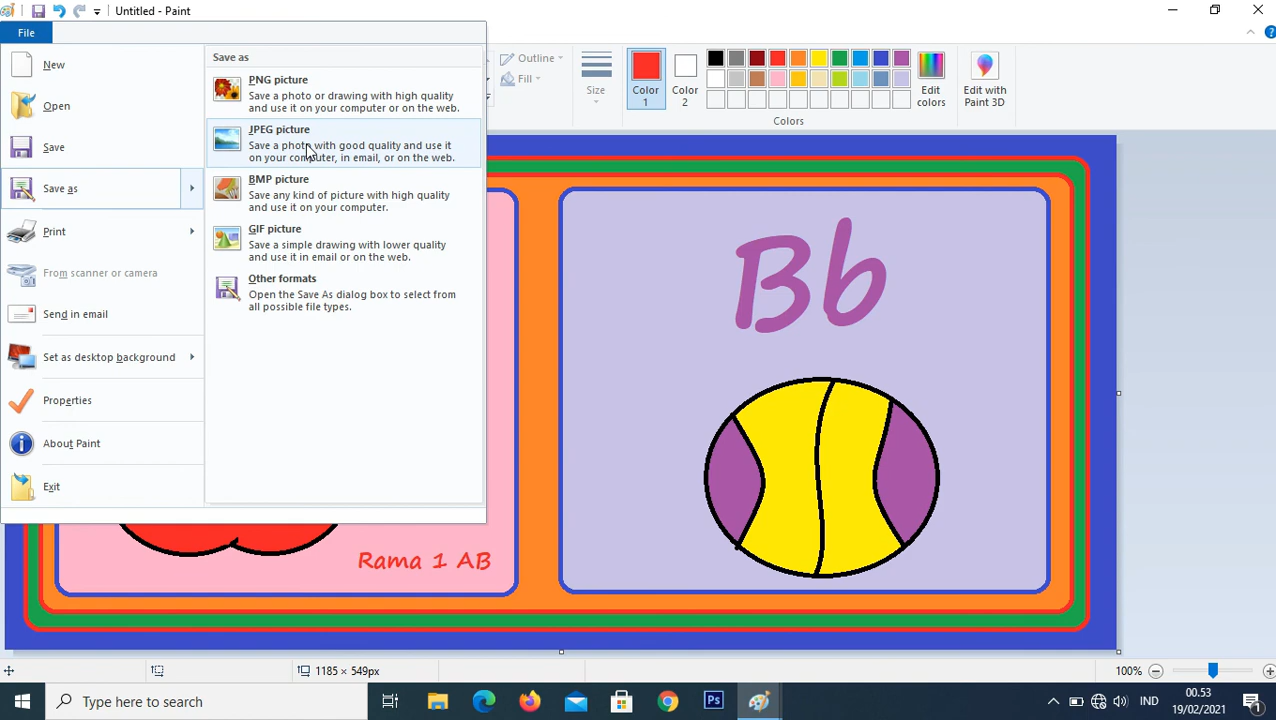 Untitled - Paint
File
New
Open
Save
Save as
Print
From scanner or camera
Send in email
Set as desktop background
Properties
About Paint
Exit
Save as
PNG picture
Save a photo or drawing with high quality
and use it on your computer or on the web.
JPEG picture
Save a photo with good quality and use it
on your computer, in email, or on the web.
BMP picture
Save any kind of picture with high quality
and use it on your computer.
GIF picture
Save a simple drawing with lower quality
and use it in email or on the web.
Other formats
Open the Save As dialog box to select from
all possible file types.
Outline
Fill
Size
Color
1
Color
2
Edit
colors
Edit with
Paint 3D
Colors
Bb
Rama 1 AB
1185 × 549px
100%
Type here to search
Ps
IND
00.53
19/02/2021
1